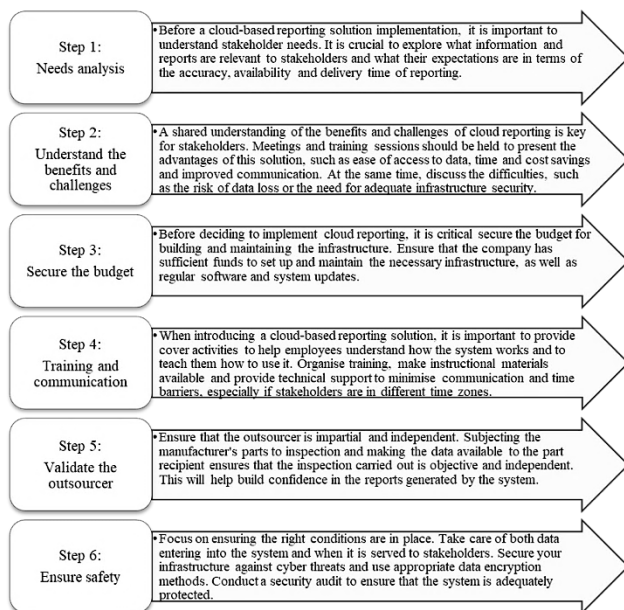 Step 1:
Needs analysis
•Before a cloud-based reporting solution implementation, it is important to
understand stakeholder needs. It is crucial to explore what information and
reports are relevant to stakeholders and what their expectations are in terms of
the accuracy, availability and delivery time of reporting.
Step 2:
Understand the
benefits and
challenges
•A shared understanding of the benefits and challenges of cloud reporting is key
for stakeholders. Meetings and training sessions should be held to present the
advantages of this solution, such as ease of access to data, time and cost savings
and improved communication. At the same time, discuss the difficulties, such
as the risk of data loss or the need for adequate infrastructure security.
Step 3:
Secure the budget
•Before deciding to implement cloud reporting, it is critical secure the budget for
building and maintaining the infrastructure. Ensure that the company has
sufficient funds to set up and maintain the necessary infrastructure, as well as
regular software and system updates.
Step 4:
Training and
communication
•When introducing a cloud-based reporting solution, it is important to provide
cover activities to help employees understand how the system works and to
teach them how to use it. Organise training, make instructional materials
available and provide technical support to minimise communication and time
barriers, especially if stakeholders are in different time zones.
Step 5:
Validate the
outsourcer
•Ensure that the outsourcer is impartial and independent. Subjecting the
manufacturer's parts to inspection and making the data available to the part
recipient ensures that the inspection carried out is objective and independent.
This will help build confidence in the reports generated by the system.
Step 6:
Ensure safety
•Focus on ensuring the right conditions are in place. Take care of both data
entering into the system and when it is served to stakeholders. Secure your
infrastructure against cyber threats and use appropriate data encryption
methods. Conduct a security audit to ensure that the system is adequately
protected.